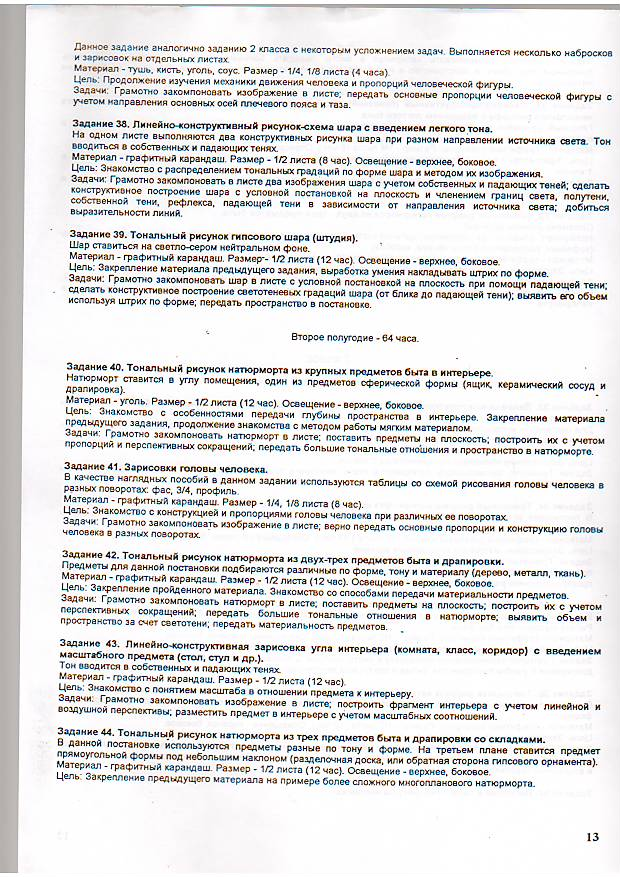 Данное задание аналогично заданию 2 класса с некоторым усложнением задач. Выполняется несколько набросков
и зарисовок на отдельных листах.
Материал - тушь, кисть, уголь, соус. Размер - 1/4, 1/8 листа (4 часа).
Цель: Продолжение изучения механики движения человека и пропорций человеческой фигуры.
Задачи: Грамотно закомпоновать изображение в листе; передать основные пропорции человеческой фигуры с
учетом направления основных осей плечевого пояса и таза.
Задание 38. Линейно-конструктивный рисунок-схема шара с введением легкого тона.
На одном листе выполняются два конструктивных рисунка шара при разном направлении источника света. Тон
вводиться в собственных и падающих тенях.
Материал - графитный карандаш. Размер - 1/2 листа (8 час). Освещение - верхнее, боковое.
Цель: Знакомство с распределением тональных градаций по форме шара и методом их изображения.
Задачи: Грамотно закомпоновать в листе два изображения шара с учетом собственных и падающих теней; сделать
конструктивное построение шара с условной постановкой на плоскость и членением границ света, полутени,
собственной тени, рефлекса, падающей тени в зависимости от направления источника света; добиться
выразительности линий.
Задание 39. Тональный рисунок гипсового шара (штудия).
Шар ставиться на светло-сером нейтральном фоне.
Материал - графитный карандаш. Размер - 1/2 листа (12 час). Освещение - верхнее, боковое.
Цель: Закрепление материала предыдущего задания, выработка умения накладывать штрих по форме.
Задачи: Грамотно закомпоновать шар в листе с условной постановкой на плоскость при помощи падающей тени;
сделать конструктивное построение светотеневых градаций шара (от блика до падающей тени); выявить его объем
используя штрих по форме; передать пространство в постановке.
Второе полугодие - 64 часа.
Задание 40. Тональный рисунок натюрморта из крупных предметов быта в интерьере.
Натюрморт ставится в углу помещения, один из предметов сферической формы (ящик, керамический сосуд и
драпировка).
Материал - уголь. Размер - 1/2 листа (12 час). Освещение - верхнее, боковое.
Цель: Знакомство с особенностями передачи глубины пространства в интерьере. Закрепление материала
предыдущего задания, продолжение знакомства с методом работы мягким материалом.
Задачи: Грамотно закомпоновать натюрморт в листе; поставить предметы на плоскость; построить их с учетом
пропорций и перспективных сокращений; передать большие тональные отношения и пространство в натюрморте.
Задание 41. Зарисовки головы человека.
В качестве наглядных пособий в данном задании используются таблицы со схемой рисования головы человека в
разных поворотах: фас, 3/4, профиль.
Материал - графитный карандаш. Размер - 1/4, 1/8 листа (8 час).
Цель: Знакомство с конструкцией и пропорциями головы человека при различных ее поворотах.
Задачи: Грамотно закомпоновать изображение в листе; верно передать основные пропорции и конструкцию головы
человека в разных поворотах.
Задание 42. Тональный рисунок натюрморта из двух-трех предметов быта и драпировки.
Предметы для данной постановки подбираются различные по форме, тону и материалу (дерево, металл, ткань).
Материал - графитный карандаш. Размер - 1/2 листа (12 час). Освещение - верхнее, боковое.
Цель: Закрепление пройденного материала. Знакомство со способами передачи материальности предметов.
Задачи: Грамотно закомпоновать натюрморт в листе; поставить предметы на плоскость; построить их с учетом
перспективных сокращений; передать большие тональные отношения в натюрморте; выявить объем и
пространство за счет светотени; передать материальность предметов.
Задание 43. Линейно-конструктивная зарисовка угла интерьера (комната, класс, коридор) с введением
масштабного предмета (стол, стул и др.).
Тон вводится в собственных и падающих тенях.
Материал - графитный карандаш. Размер - 1/2 листа (12 час).
Цель: Знакомство с понятием масштаба в отношении предмета к интерьеру.
Задачи: Грамотно закомпоновать изображение в листе; построить фрагмент интерьера с учетом линейной и
воздушной перспективы; разместить предмет в интерьере с учетом масштабных соотношений.
Задание 44. Тональный рисунок натюрморта из трех предметов быта и драпировки со складками.
В данной постановке используются предметы разные по тону и форме. На третьем плане ставится предмет
прямоугольной формы под небольшим наклоном (разделочная доска, или обратная сторона гипсового орнамента).
Материал - графитный карандаш. Размер - 1/2 листа (12 час). Освещение - верхнее, боковое.
Цель: Закрепление предыдущего материала на примере более сложного многопланового натюрморта.
13